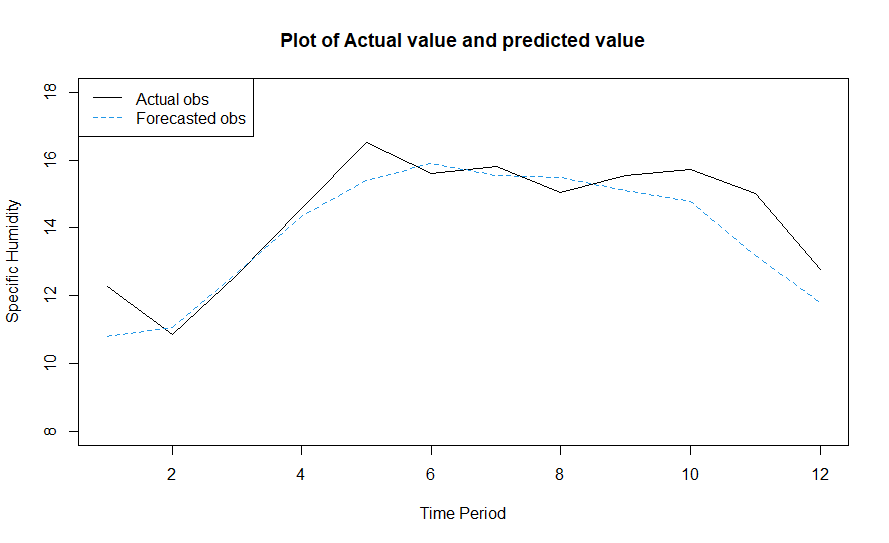 Plot of Actual value and predicted value
Actual obs
Forecasted obs
Specific Humidity
18
16
14
12
10
8
2 4 6 8 10 12
Time Period